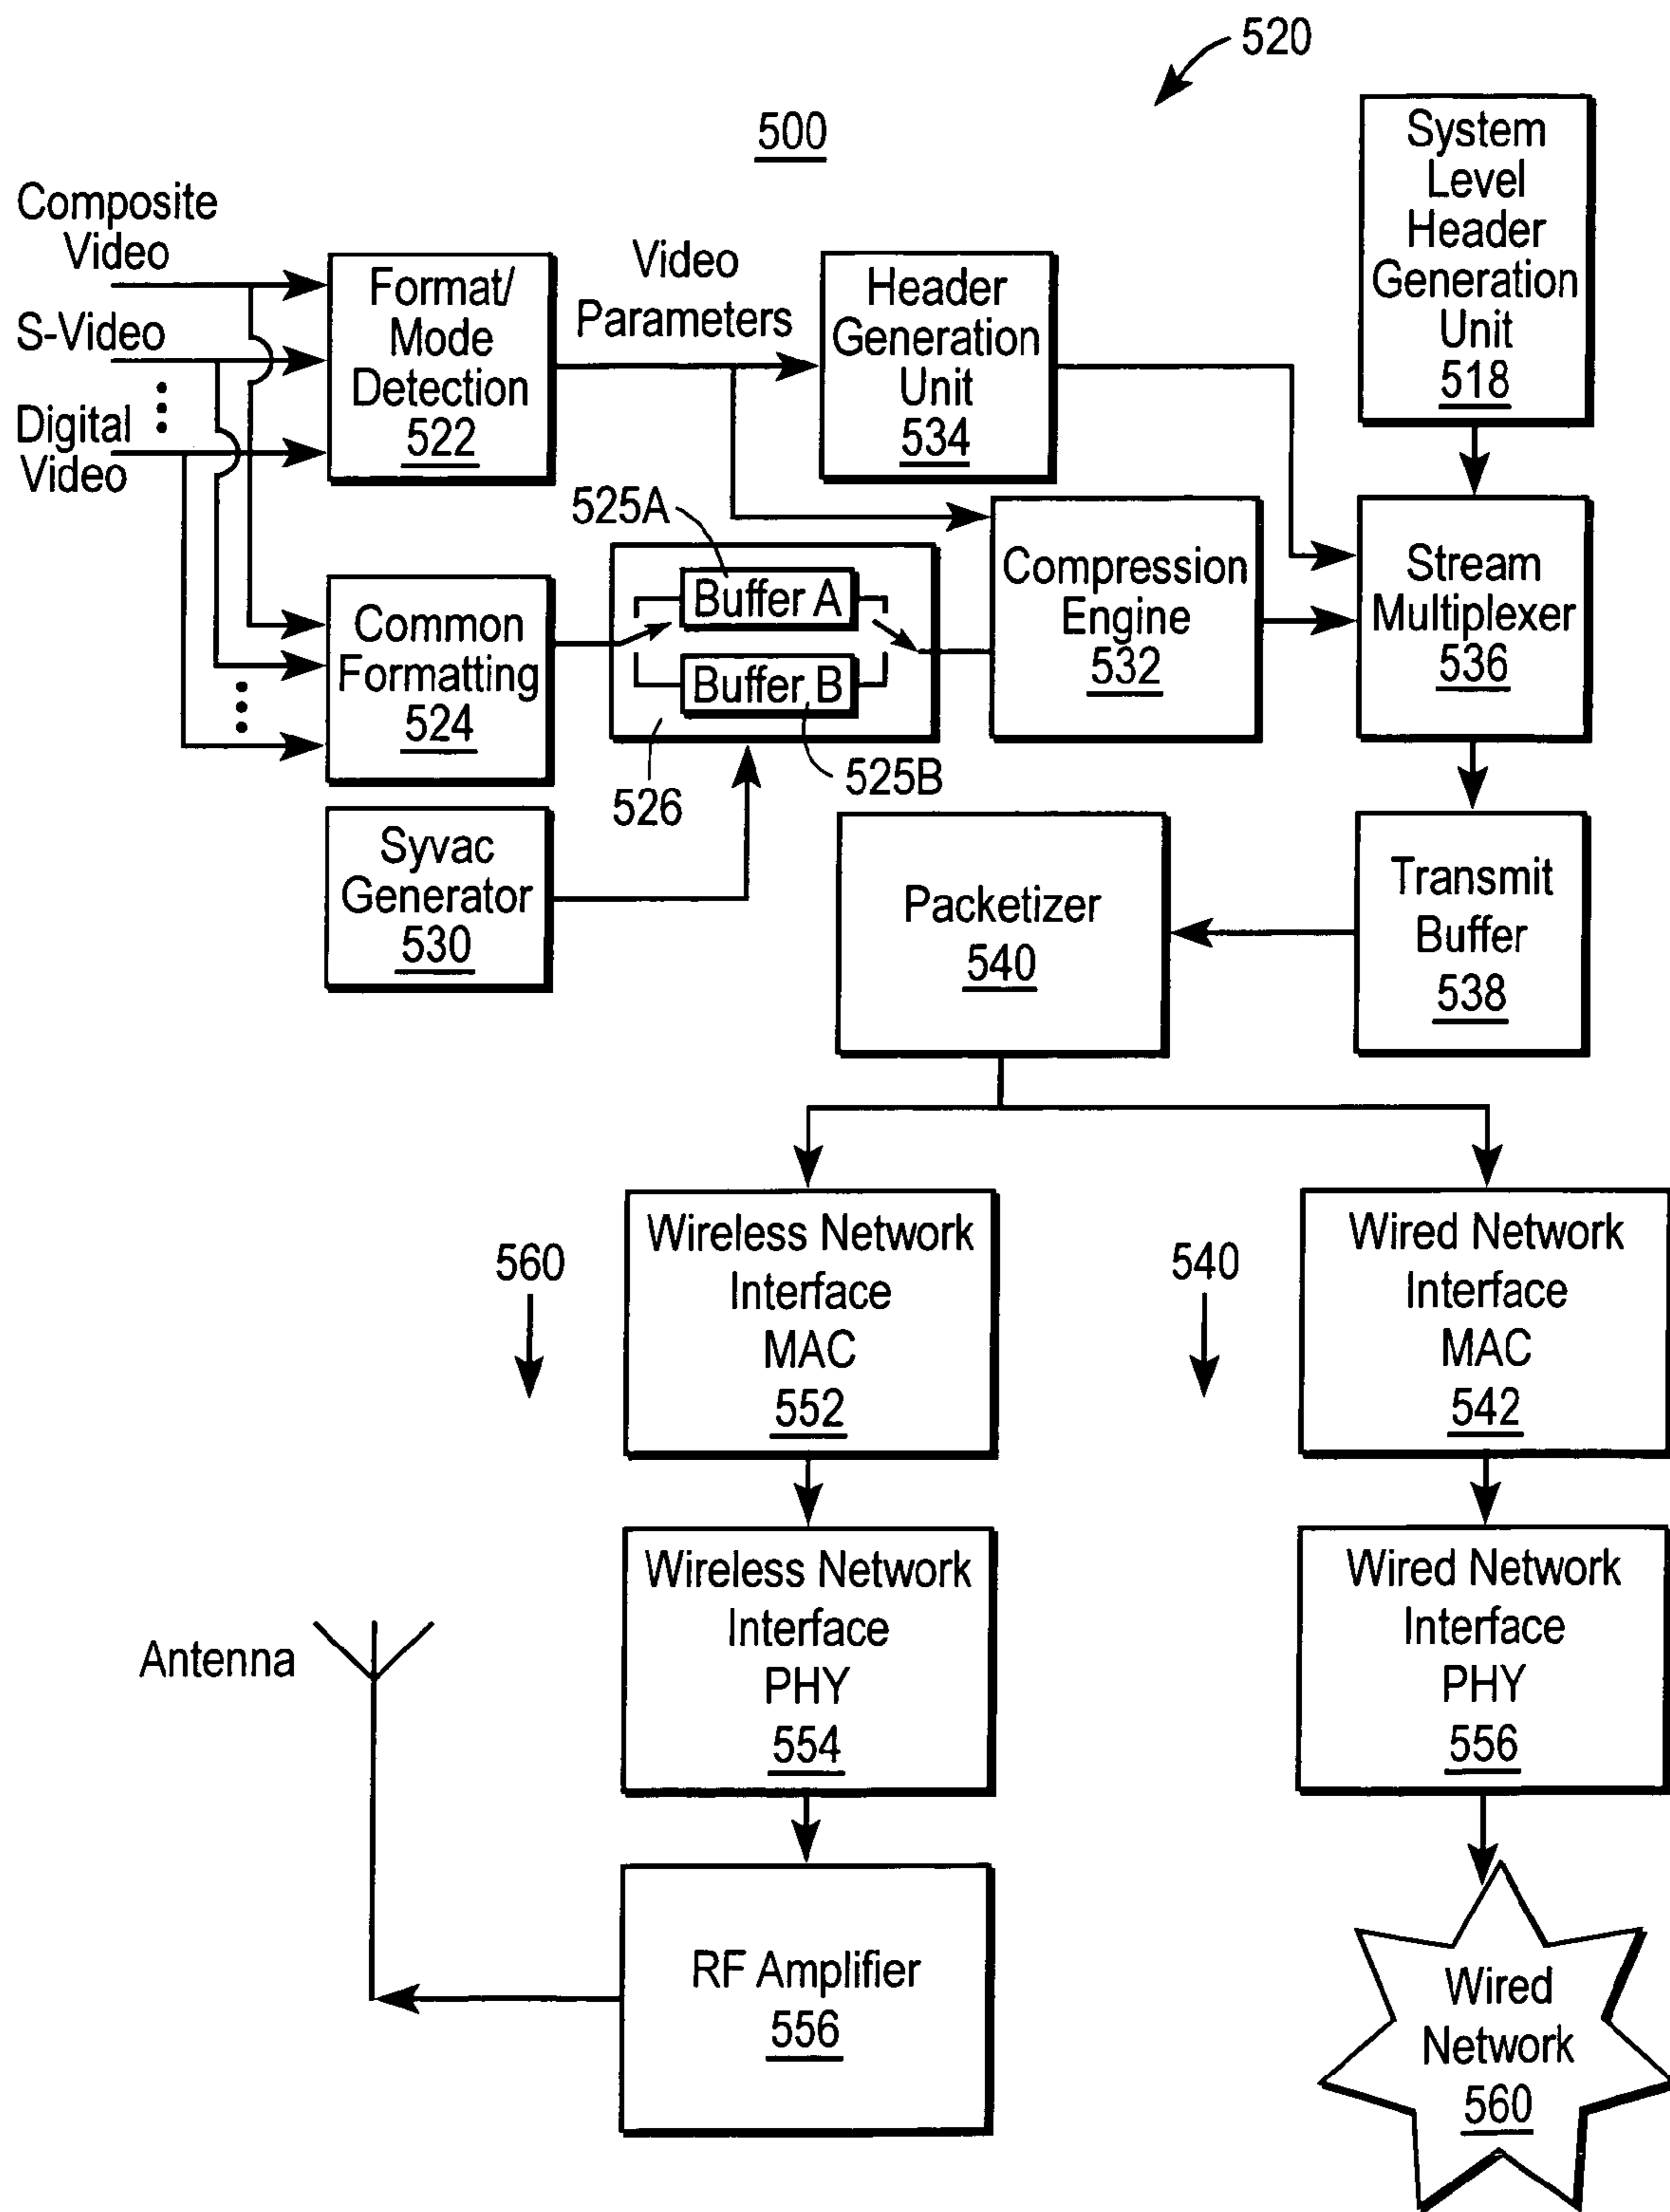 520
500
System
Level
Header
Generation
Unit
518
Composite
Video
S-Video
Digital
Video
Format/
Mode
Detection
522
Video
Parameters
Header
Generation
Unit
534
525A
Common
Formatting
524
Buffer A
Buffer B
526
525B
Compression
Engine
532
Stream
Multiplexer
536
Syvac
Generator
530
Packetizer
540
Transmit
Buffer
538
560
Wireless Network
Interface
MAC
552
540
Wired Network
Interface
MAC
542
Wireless Network
Interface
PHY
554
Wired Network
Interface
PHY
556
Antenna
RF Amplifier
556
Wired
Network
560